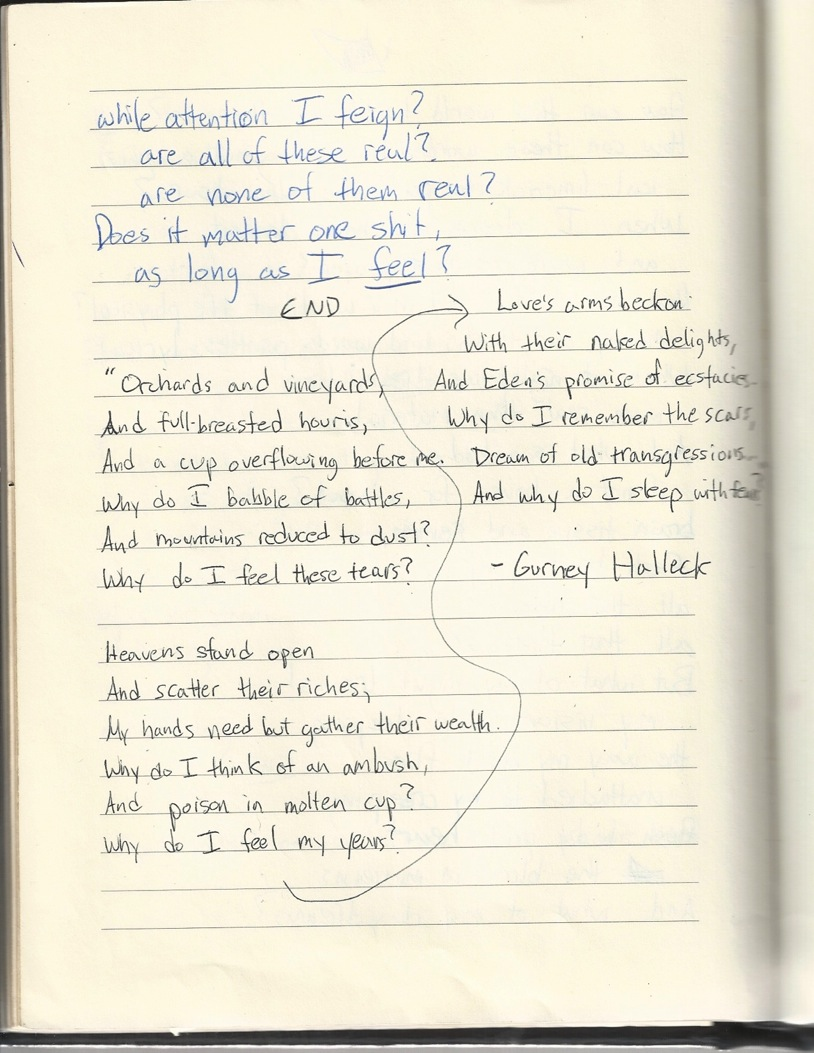 while attention I feign?
are all of these real?
are none of them real?
Does it matter one shit,
as long as I feel?
END
"Orchards and vineyards,
And full-breasted houris,
And a cup overflowing before me.
Why do I babble of battles,
And mountains reduced to dust?
Why do I feel these tears?
Heavens stand open
And scatter their riches;
My hands need but gather their wealth.
Why do I think of an ambush,
And poison in molten cup?
Why do I feel my years?
Love's arms beckon
With their naked delights,
And Eden's promise of ecstacies
Why do I remember the scars,
Dream of old transgressions
And why do I sleep with fear?
- Gurney Halleck